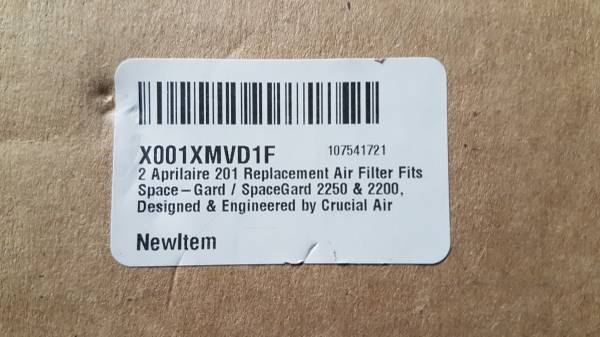 X001XMVD1F 107541721
2 Aprilaire 201 Replacement Air Filter Fits
Space – Gard / SpaceGard 2250 & 2200,
Designed & Engineered by Crucial Air
NewItem